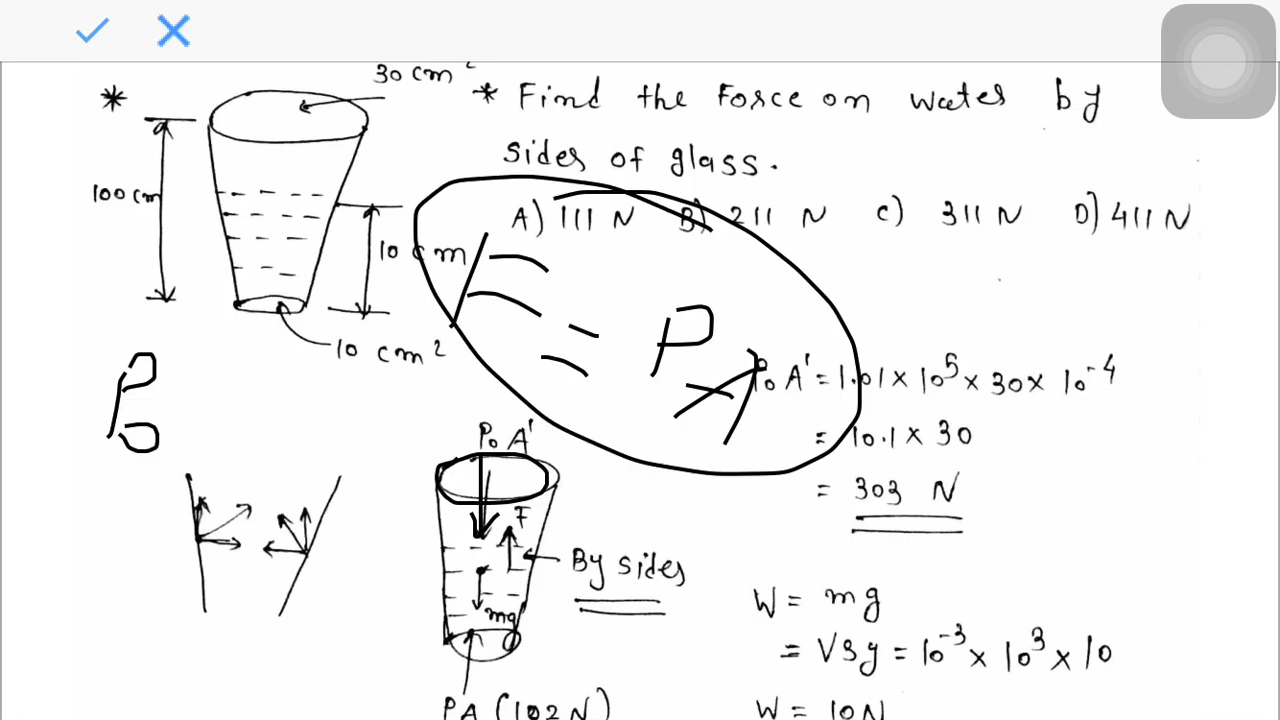 30 cm²
* * Find the Force on water by
sides of glass.
100 cm
A) 111 N B) 211 N C) 311 N D) 411 N
10 cm
10 cm²
P
P₀ A' = 1.01 × 10⁵ × 30 × 10⁻⁴
= 10.1 × 30
= 303 N
P₀ A'
F
By sides
mg
W = mg
= Vρg = 10⁻³ × 10³ × 10
W = 10N
PA (102 N)